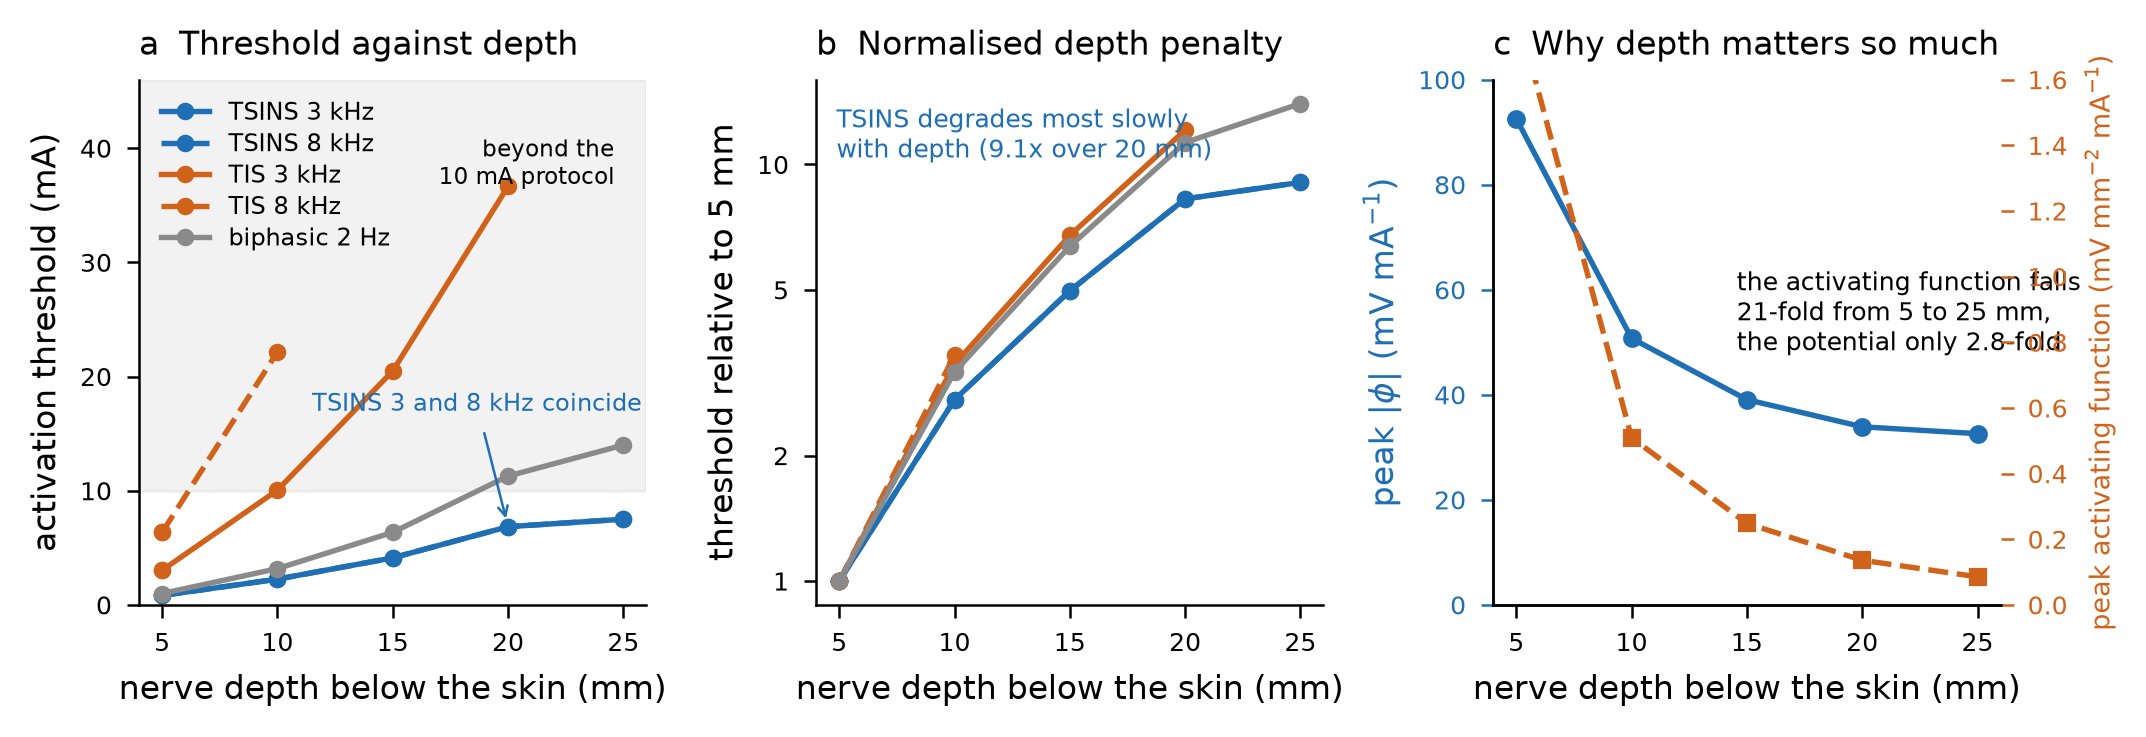 a Threshold against depth
activation threshold (mA)
0
10
20
30
40
TSINS 3 kHz
TSINS 8 kHz
TIS 3 kHz
TIS 8 kHz
biphasic 2 Hz
beyond the
10 mA protocol
TSINS 3 and 8 kHz coincide
5 10 15 20 25
nerve depth below the skin (mm)
b Normalised depth penalty
threshold relative to 5 mm
1
2
5
10
TSINS degrades most slowly
with depth (9.1x over 20 mm)
5 10 15 20 25
nerve depth below the skin (mm)
c Why depth matters so much
peak |ϕ| (mV mA⁻¹)
0
20
40
60
80
100
the activating function falls
21-fold from 5 to 25 mm,
the potential only 2.8-fold
0.0
0.2
0.4
0.6
0.8
1.0
1.2
1.4
1.6
peak activating function (mV mm⁻² mA⁻¹)
5 10 15 20 25
nerve depth below the skin (mm)